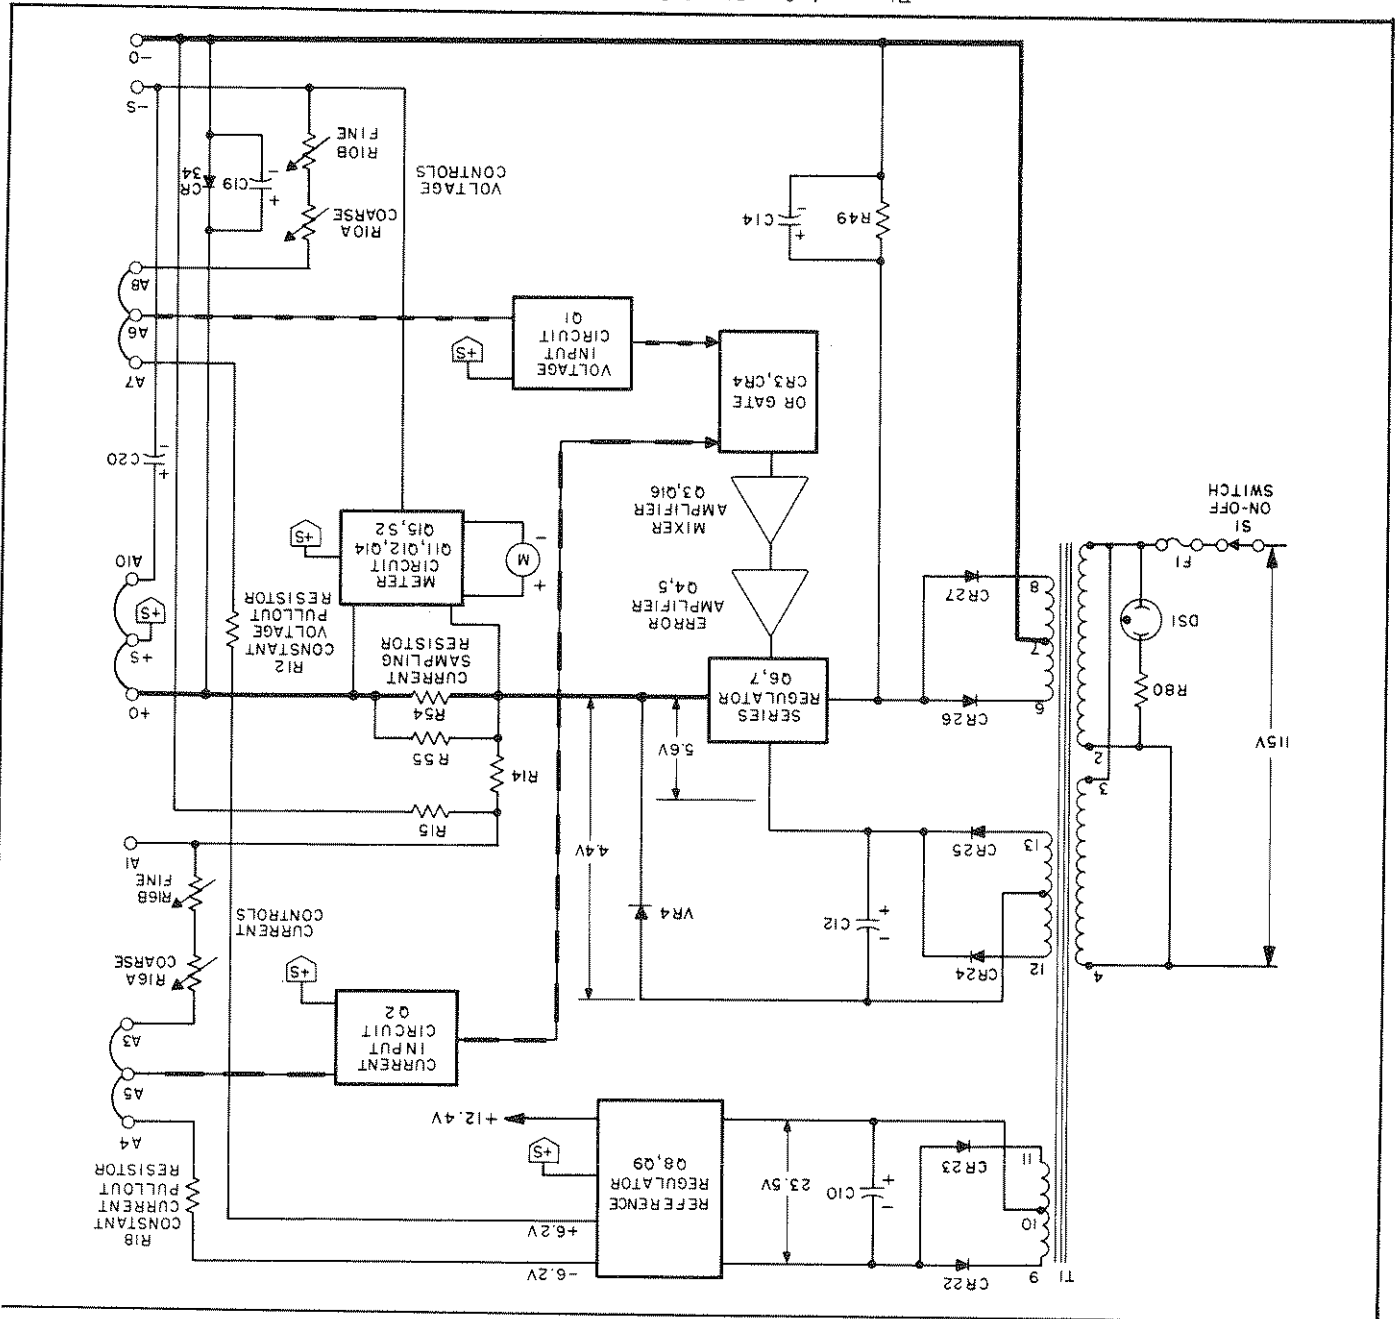 T1
9
CR22
10
11
CR23
C10
-
+
23.5V
REFERENCE
REGULATOR
Q8,Q9
-6.2V
+6.2V
+S
+12.4V
R18
CONSTANT
CURRENT
PULLOUT
RESISTOR
A4
A5
A3
CURRENT
INPUT
CIRCUIT
Q2
+S
R16A
COARSE
CURRENT
CONTROLS
R16B
FINE
A1
115V
4
3
2
12
CR24
13
CR25
C12
-
+
VR4
4.4V
5.6V
R15
R14
R55
R54
CURRENT
SAMPLING
RESISTOR
+O
+S
+S
A10
R12
CONSTANT
VOLTAGE
PULLOUT
RESISTOR
R80
DS1
F1
S1
ON-OFF
SWITCH
6
CR26
7
8
CR27
SERIES
REGULATOR
Q6,7
ERROR
AMPLIFIER
Q4,5
MIXER
AMPLIFIER
Q3,Q16
OR GATE
CR3,CR4
+
M
-
METER
CIRCUIT
Q11,Q12,Q14
Q15,S2
+S
+
C20
-
VOLTAGE
INPUT
CIRCUIT
Q1
+S
A7
A6
A8
R49
C14
+
-
VOLTAGE
CONTROLS
R10A
COARSE
R10B
FINE
+
C19
-
CR
34
-S
-O